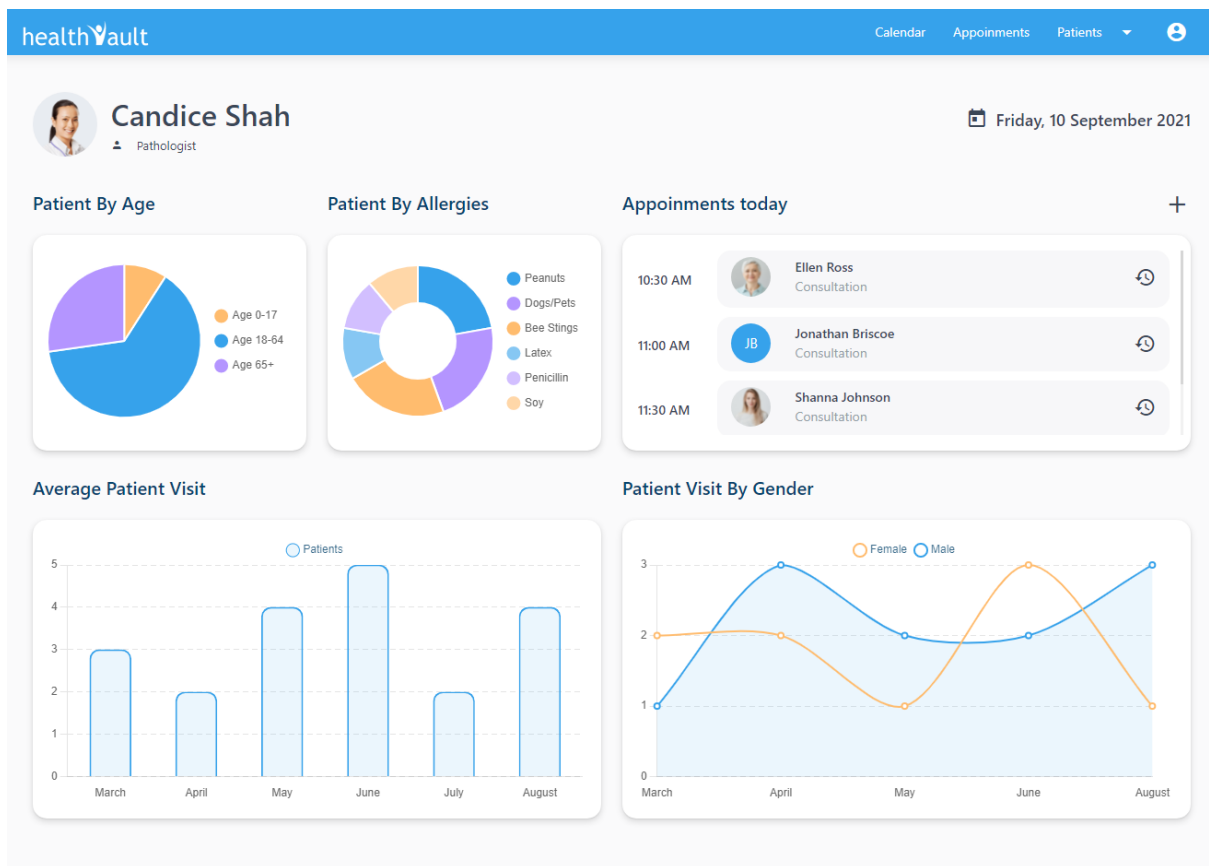 healthVault
Calendar
Appoinments
Patients
Candice Shah
Pathologist
Friday, 10 September 2021
Patient By Age
Age 0-17
Age 18-64
Age 65+
Patient By Allergies
Peanuts
Dogs/Pets
Bee Stings
Latex
Penicillin
Soy
Appoinments today
10:30 AM
Ellen Ross
Consultation
11:00 AM
JB
Jonathan Briscoe
Consultation
11:30 AM
Shanna Johnson
Consultation
Average Patient Visit
Patients
5
4
3
2
1
0
March April May June July August
Patient Visit By Gender
Female Male
3
2
1
0
March April May June August